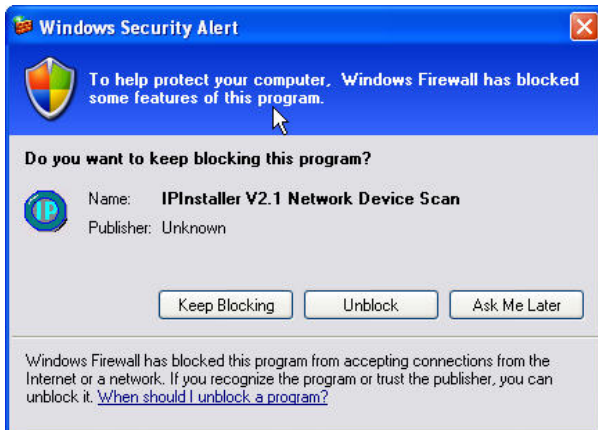 Windows Security Alert
To help protect your computer, Windows Firewall has blocked
some features of this program.
Do you want to keep blocking this program?
IP
Name: IPInstaller V2.1 Network Device Scan
Publisher: Unknown
Keep Blocking Unblock Ask Me Later
Windows Firewall has blocked this program from accepting connections from the
Internet or a network. If you recognize the program or trust the publisher, you can
unblock it. When should I unblock a program?